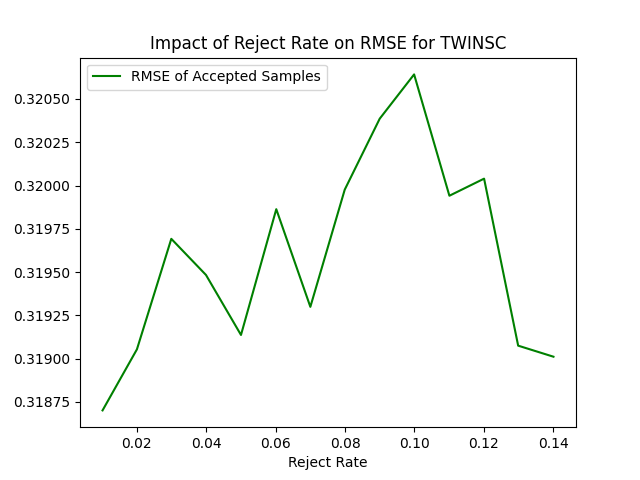 Impact of Reject Rate on RMSE for TWINSC
RMSE of Accepted Samples
0.32050
0.32025
0.32000
0.31975
0.31950
0.31925
0.31900
0.31875
0.02 0.04 0.06 0.08 0.10 0.12 0.14
Reject Rate